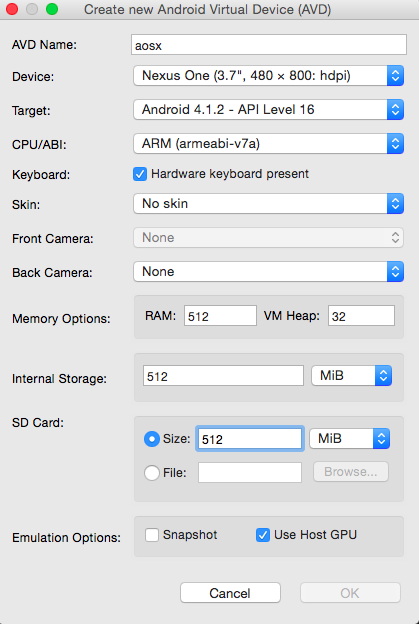 Create new Android Virtual Device (AVD)
AVD Name: aosx
Device: Nexus One (3.7", 480 × 800: hdpi)
Target: Android 4.1.2 - API Level 16
CPU/ABI: ARM (armeabi-v7a)
Keyboard: Hardware keyboard present
Skin: No skin
Front Camera: None
Back Camera: None
Memory Options: RAM: 512 VM Heap: 32
Internal Storage: 512 MiB
SD Card:
Size: 512 MiB
File: Browse...
Emulation Options: Snapshot Use Host GPU
Cancel OK